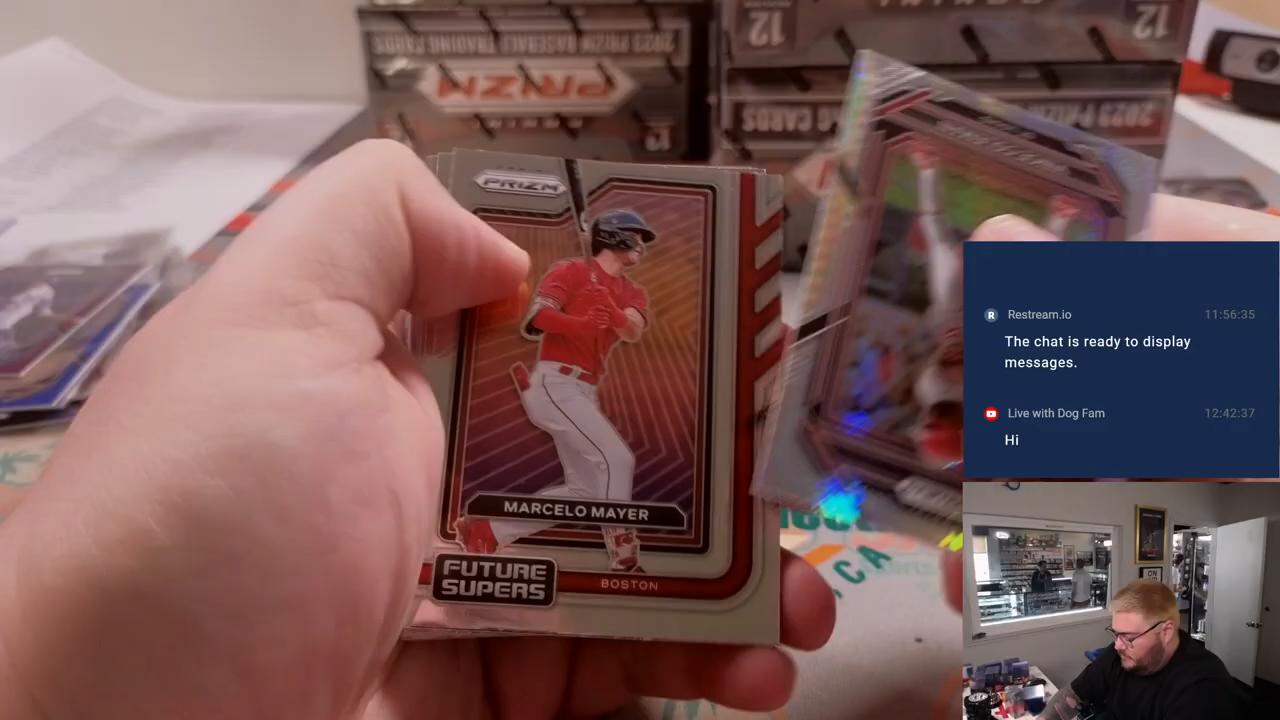 12
12
2023 PRIZM BASEBALL TRADING CARDS
PRIZM
2023 PRIZM
CARDS
PRIZM
MARCELO MAYER
FUTURE
SUPERS
BOSTON
R Restream.io 11:56:35
The chat is ready to display
messages.
Live with Dog Fam 12:42:37
Hi